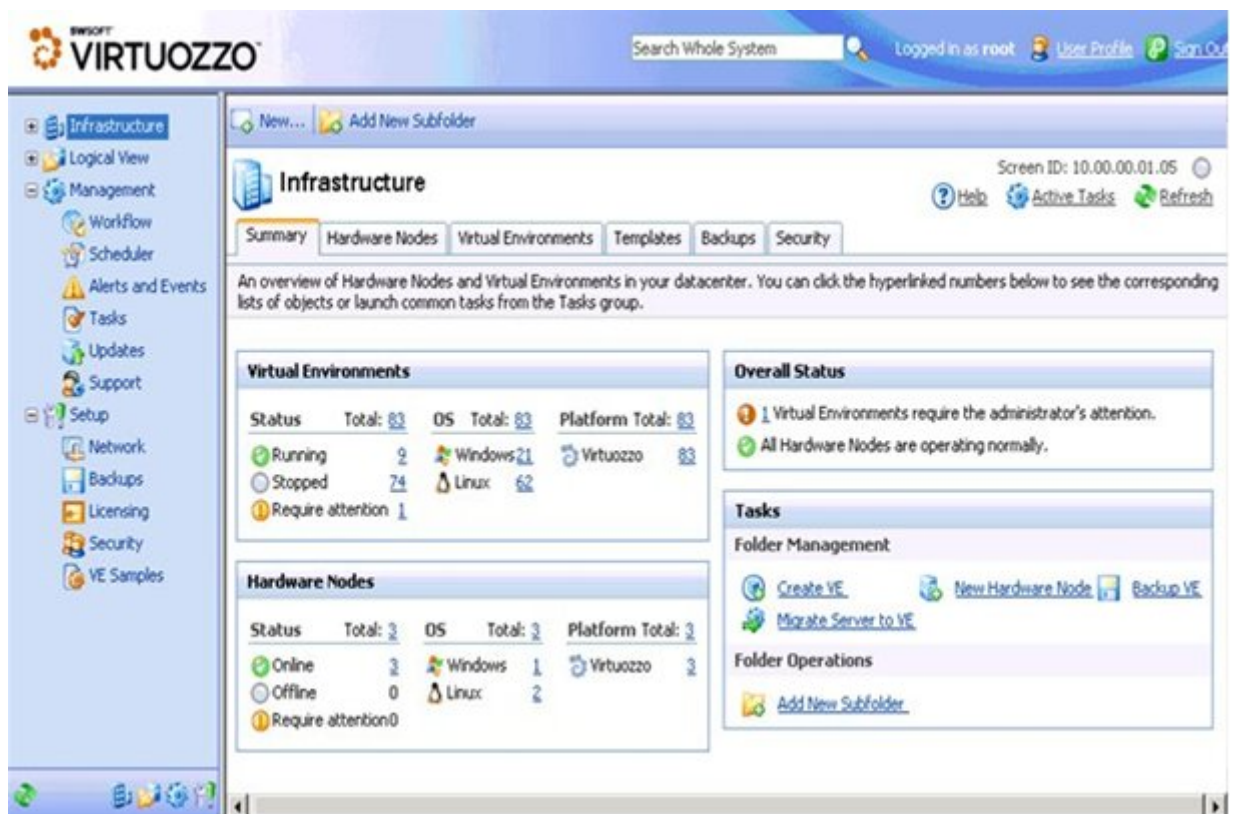 SWSOFT
VIRTUOZZO
Search Whole System
Logged in as root User Profile Sign Out
Infrastructure
Logical View
Management
Workflow
Scheduler
Alerts and Events
Tasks
Updates
Support
Setup
Network
Backups
Licensing
Security
VE Samples
New... Add New Subfolder
Infrastructure
Screen ID: 10.00.00.01.05
Help Active Tasks Refresh
Summary Hardware Nodes Virtual Environments Templates Backups Security
An overview of Hardware Nodes and Virtual Environments in your datacenter. You can click the hyperlinked numbers below to see the corresponding
lists of objects or launch common tasks from the Tasks group.
Virtual Environments
Status Total: 83 OS Total: 83 Platform Total: 83
Running 9 Windows 21 Virtuozzo 83
Stopped 74 Linux 62
Require attention 1
Hardware Nodes
Status Total: 3 OS Total: 3 Platform Total: 3
Online 3 Windows 1 Virtuozzo 3
Offline 0 Linux 2
Require attention 0
Overall Status
1 Virtual Environments require the administrator's attention.
All Hardware Nodes are operating normally.
Tasks
Folder Management
Create VE New Hardware Node Backup VE
Migrate Server to VE
Folder Operations
Add New Subfolder